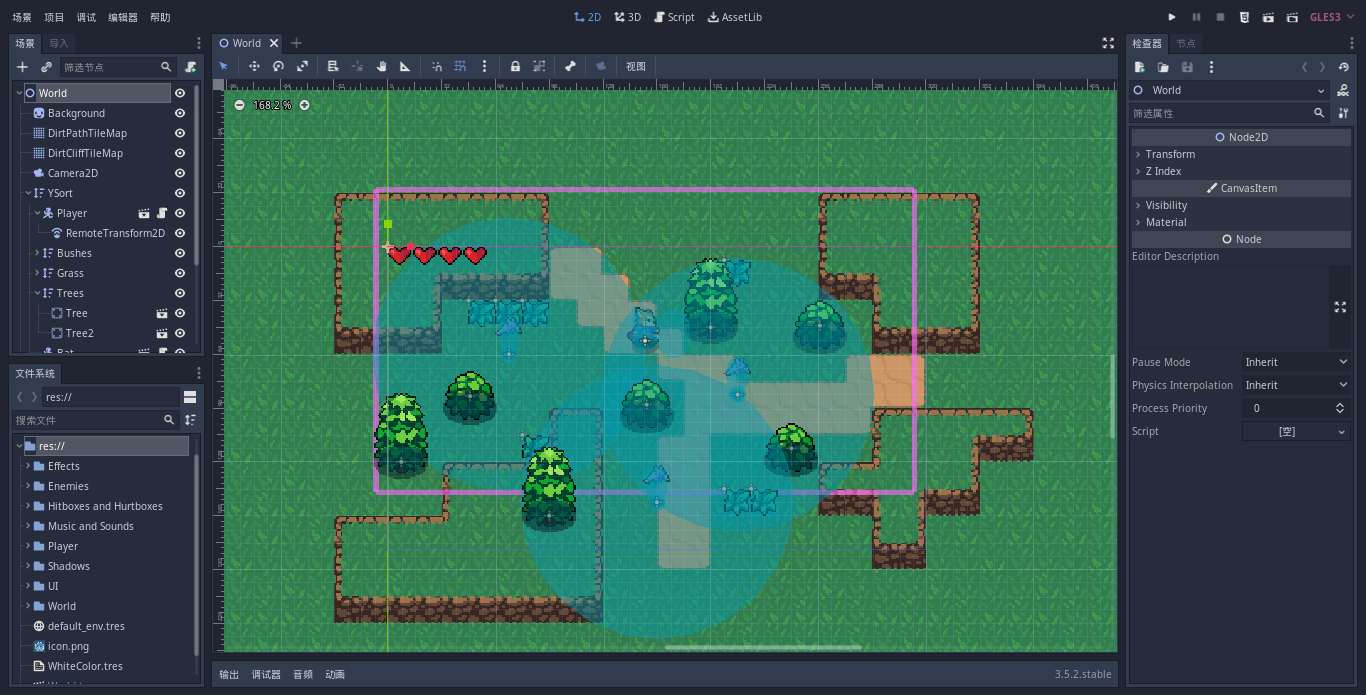 场景 项目 调试 编辑器 帮助
2D 3D Script AssetLib
GLES3
场景 导入
筛选节点
World
Background
DirtPathTileMap
DirtCliffTileMap
Camera2D
YSort
Player
RemoteTransform2D
Bushes
Grass
Trees
Tree
Tree2
Bat
文件系统
res://
搜索文件
res://
Effects
Enemies
Hitboxes and Hurtboxes
Music and Sounds
Player
Shadows
UI
World
default_env.tres
icon.png
WhiteColor.tres
World
视图
168.2 %
输出 调试器 音频 动画
3.5.2.stable
检查器 节点
World
筛选属性
Node2D
Transform
Z Index
CanvasItem
Visibility
Material
Node
Editor Description
Pause Mode Inherit
Physics Interpolation Inherit
Process Priority 0
Script [空]